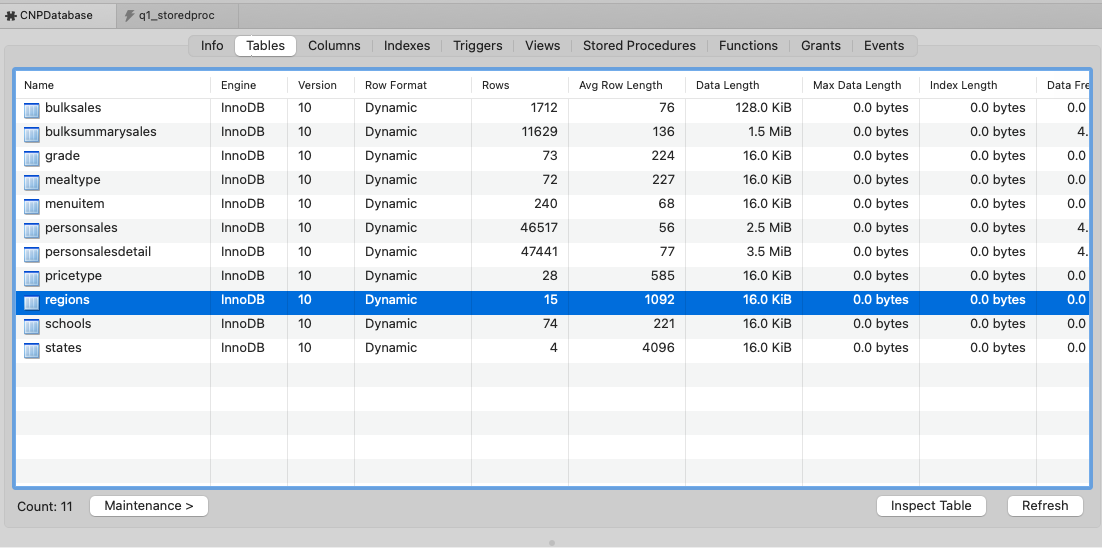 CNPDatabase q1_storedproc
Info Tables Columns Indexes Triggers Views Stored Procedures Functions Grants Events
Name Engine Version Row Format Rows Avg Row Length Data Length Max Data Length Index Length Data Fre
bulksales InnoDB 10 Dynamic 1712 76 128.0 KiB 0.0 bytes 0.0 bytes 0.0
bulksummarysales InnoDB 10 Dynamic 11629 136 1.5 MiB 0.0 bytes 0.0 bytes 4.
grade InnoDB 10 Dynamic 73 224 16.0 KiB 0.0 bytes 0.0 bytes 0.0
mealtype InnoDB 10 Dynamic 72 227 16.0 KiB 0.0 bytes 0.0 bytes 0.0
menuitem InnoDB 10 Dynamic 240 68 16.0 KiB 0.0 bytes 0.0 bytes 0.0
personsales InnoDB 10 Dynamic 46517 56 2.5 MiB 0.0 bytes 0.0 bytes 4.
personsalesdetail InnoDB 10 Dynamic 47441 77 3.5 MiB 0.0 bytes 0.0 bytes 4.
pricetype InnoDB 10 Dynamic 28 585 16.0 KiB 0.0 bytes 0.0 bytes 0.0
regions InnoDB 10 Dynamic 15 1092 16.0 KiB 0.0 bytes 0.0 bytes 0.0
schools InnoDB 10 Dynamic 74 221 16.0 KiB 0.0 bytes 0.0 bytes 0.0
states InnoDB 10 Dynamic 4 4096 16.0 KiB 0.0 bytes 0.0 bytes 0.0
Count: 11 Maintenance > Inspect Table Refresh